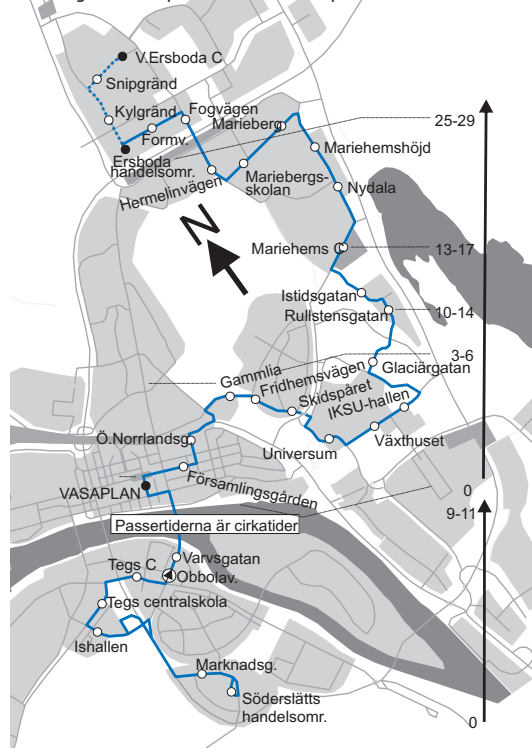 V.Ersboda C
Snipgränd
Kylgränd
Fogvägen
Formv.
Marieberg
25-29
Ersboda
handelsomr.
Mariehemshöjd
Hermelinvägen
Mariebergs-
skolan
Nydala
N
Mariehems C
13-17
Istidsgatan
Rullstensgatan
10-14
3-6
Gammlia
Fridhemsvägen
Glaciärgatan
Skidspåret
IKSU-hallen
Ö.Norrlandsg.
Universum
Växthuset
VASAPLAN
Församlingsgården
0
9-11
Passertiderna är cirkatider
Varvsgatan
Tegs C
Obbolav.
Tegs centralskola
Ishallen
Marknadsg.
Söderslätts
handelsomr.
0